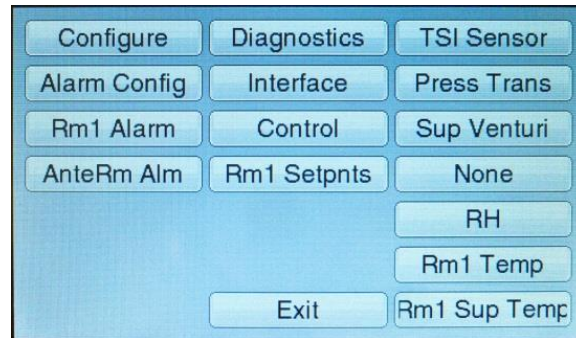 Configure
Diagnostics
TSI Sensor
Alarm Config
Interface
Press Trans
Rm1 Alarm
Control
Sup Venturi
AnteRm Alm
Rm1 Setpnts
None
RH
Rm1 Temp
Exit
Rm1 Sup Temp